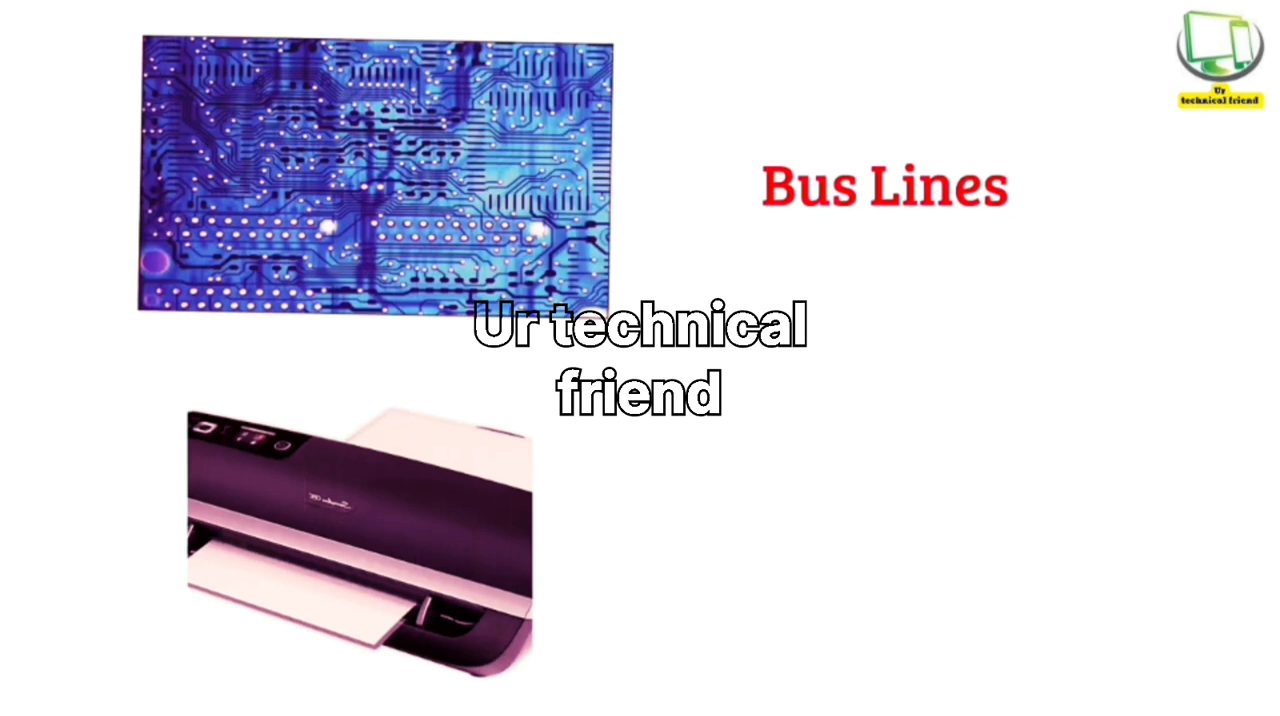 Ur
technical friend
Bus Lines
Ur technical
friend